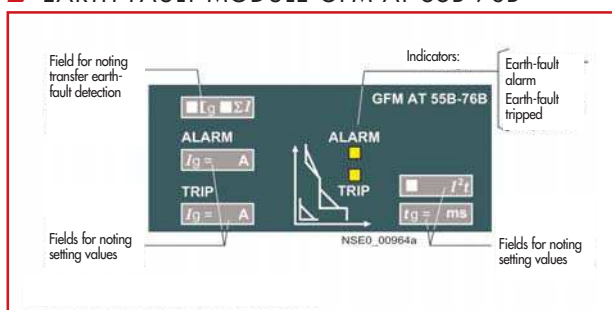 EARTH FAULT MODULE GFM AT 55B-76B
Field for noting
transfer earth-
fault detection
Indicators:
Earth-fault
alarm
Earth-fault
tripped
GFM AT 55B-76B
Ig ΣI
ALARM
Ig = A
TRIP
Ig = A
ALARM
TRIP
I²t
tg = ms
NSE0_00964a
Fields for noting
setting values
Fields for noting
setting values